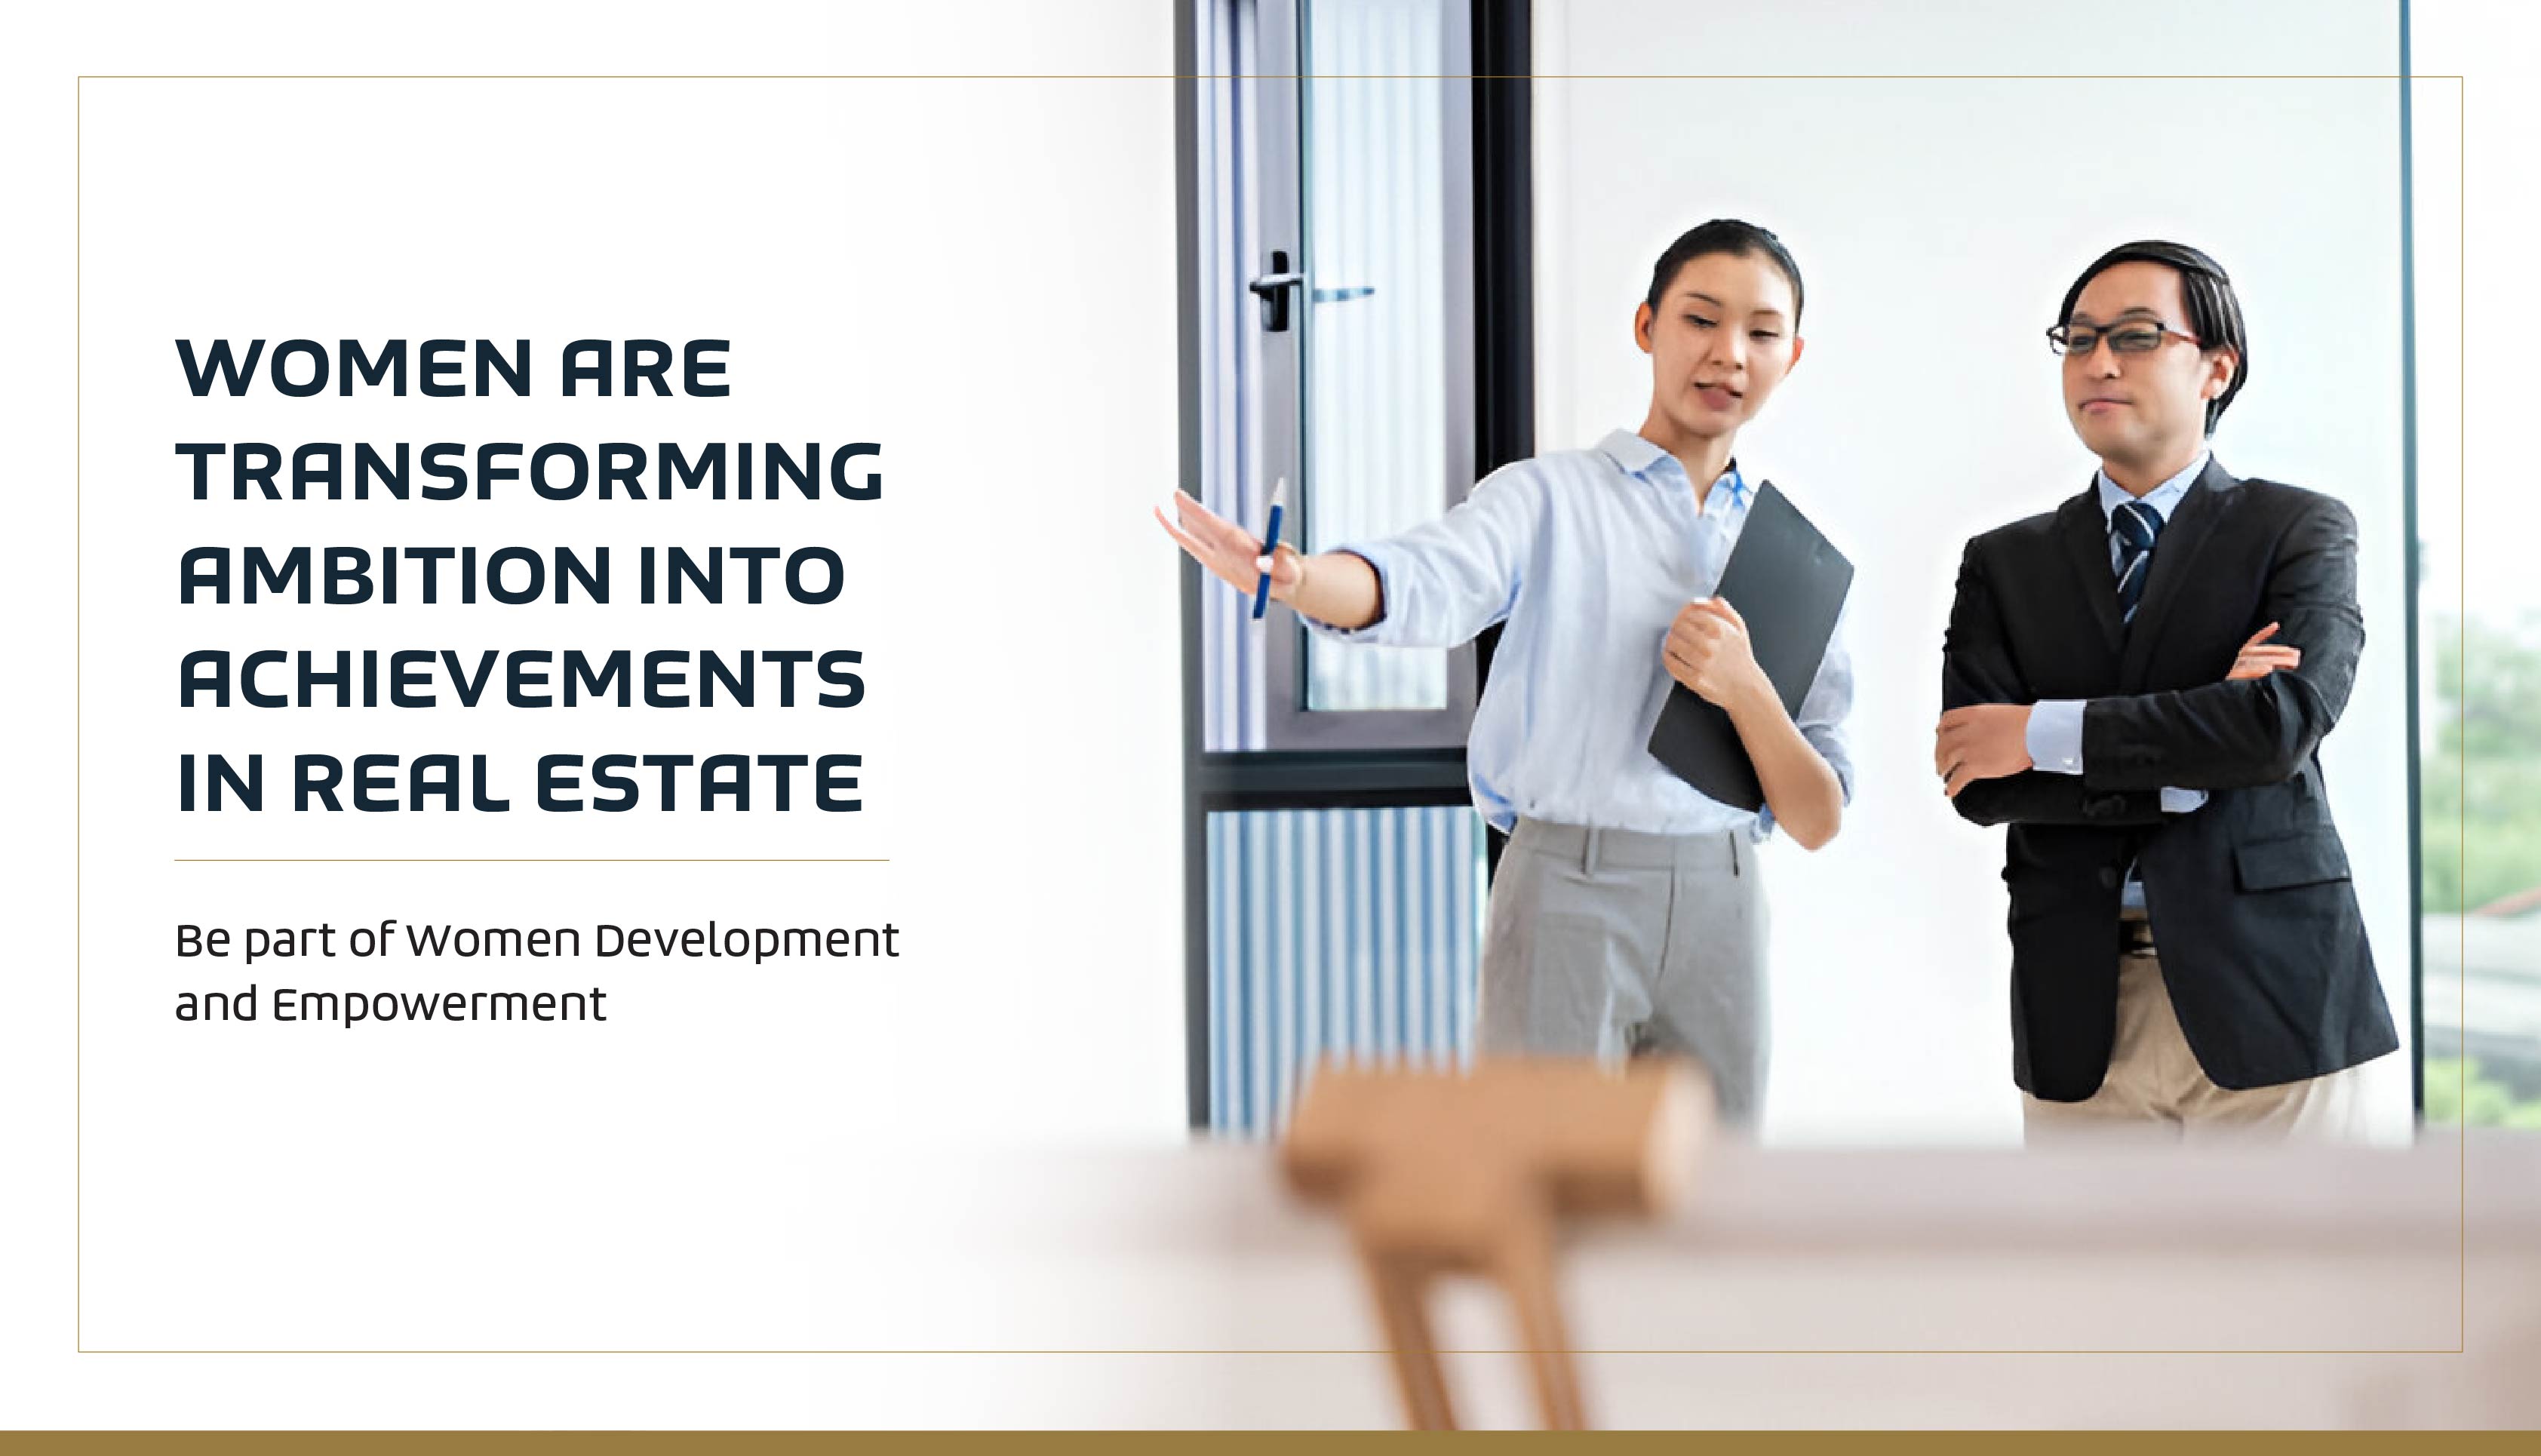 WOMEN ARE
TRANSFORMING
AMBITION INTO
ACHIEVEMENTS
IN REAL ESTATE
Be part of Women Development
and Empowerment